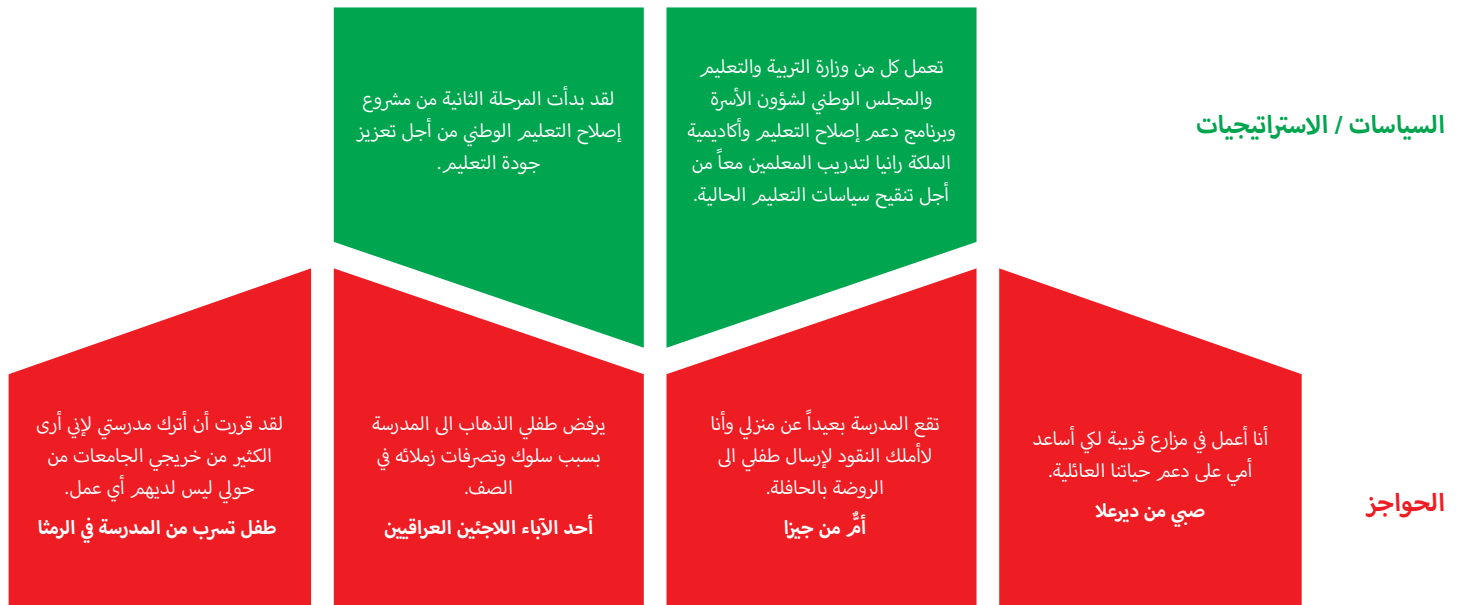 السياسات / الاستراتيجيات
تعمل كل من وزارة التربية والتعليم
والمجلس الوطني لشؤون الأسرة
وبرنامج دعم إصلاح التعليم وأكاديمية
الملكة رانيا لتدريب المعلمين معاً من
أجل تنقيح سياسات التعليم الحالية.
لقد بدأت المرحلة الثانية من مشروع
إصلاح التعليم الوطني من أجل تعزيز
جودة التعليم.
الحواجز
أنا أعمل في مزارع قريبة لكي أساعد
أمي على دعم حياتنا العائلية.
صبي من ديرعلا
تقع المدرسة بعيداً عن منزلي وأنا
لاأملك النقود لإرسال طفلي الى
الروضة بالحافلة.
أمٌ من جيزا
يرفض طفلي الذهاب الى المدرسة
بسبب سلوك وتصرفات زملائه في
الصف.
أحد الآباء اللاجئين العراقيين
لقد قررت أن أترك مدرستي لإني أرى
الكثير من خريجي الجامعات من
حولي ليس لديهم أي عمل.
طفل تسرب من المدرسة في الرمثا